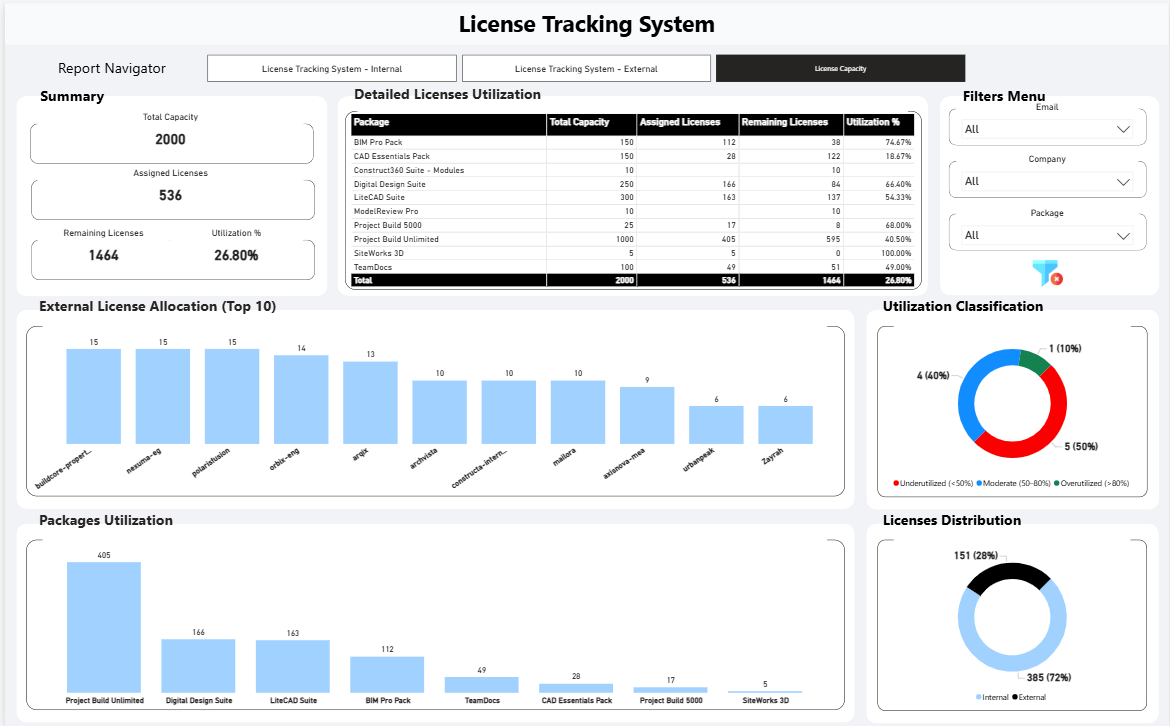 License Tracking System
Report Navigator
License Tracking System - Internal
License Tracking System - External
License Capacity
Summary
Total Capacity
2000
Assigned Licenses
536
Remaining Licenses Utilization %
1464 26.80%
Detailed Licenses Utilization
Package Total Capacity Assigned Licenses Remaining Licenses Utilization %
BIM Pro Pack 150 112 38 74.67%
CAD Essentials Pack 150 28 122 18.67%
Construct360 Suite - Modules 10 10
Digital Design Suite 250 166 84 66.40%
LiteCAD Suite 300 163 137 54.33%
ModelReview Pro 10 10
Project Build 5000 25 17 8 68.00%
Project Build Unlimited 1000 405 595 40.50%
SiteWorks 3D 5 5 0 100.00%
TeamDocs 100 49 51 49.00%
Total 2000 536 1464 26.80%
Filters Menu
Email
All
Company
All
Package
All
External License Allocation (Top 10)
15 15 15 14 13 10 10 10 9 6 6
buildcore-propert... nexuma-eg polarisfusion orbix-eng arqix archvista constructa-intern... mailora axionova-mea urbanpeak Zayrah
Utilization Classification
1 (10%)
4 (40%)
5 (50%)
Underutilized (<50%) Moderate (50–80%) Overutilized (>80%)
Packages Utilization
405 166 163 112 49 28 17 5
Project Build Unlimited Digital Design Suite LiteCAD Suite BIM Pro Pack TeamDocs CAD Essentials Pack Project Build 5000 SiteWorks 3D
Licenses Distribution
151 (28%)
385 (72%)
Internal External